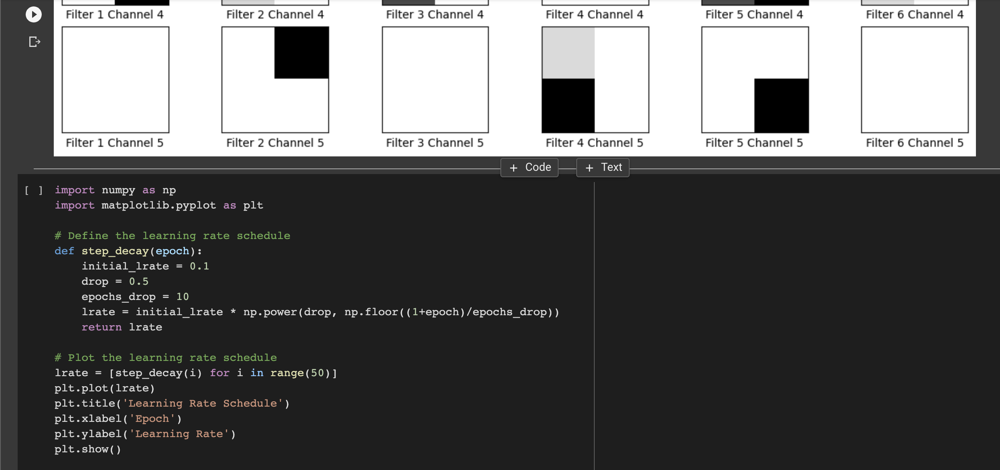 Filter 1 Channel 4 Filter 2 Channel 4 Filter 3 Channel 4 Filter 4 Channel 4 Filter 5 Channel 4 Filter 6 Channel 4
Filter 1 Channel 5 Filter 2 Channel 5 Filter 3 Channel 5 Filter 4 Channel 5 Filter 5 Channel 5 Filter 6 Channel 5
+ Code + Text
[ ] import numpy as np
import matplotlib.pyplot as plt
# Define the learning rate schedule
def step_decay(epoch):
    initial_lrate = 0.1
    drop = 0.5
    epochs_drop = 10
    lrate = initial_lrate * np.power(drop, np.floor((1+epoch)/epochs_drop))
    return lrate
# Plot the learning rate schedule
lrate = [step_decay(i) for i in range(50)]
plt.plot(lrate)
plt.title('Learning Rate Schedule')
plt.xlabel('Epoch')
plt.ylabel('Learning Rate')
plt.show()